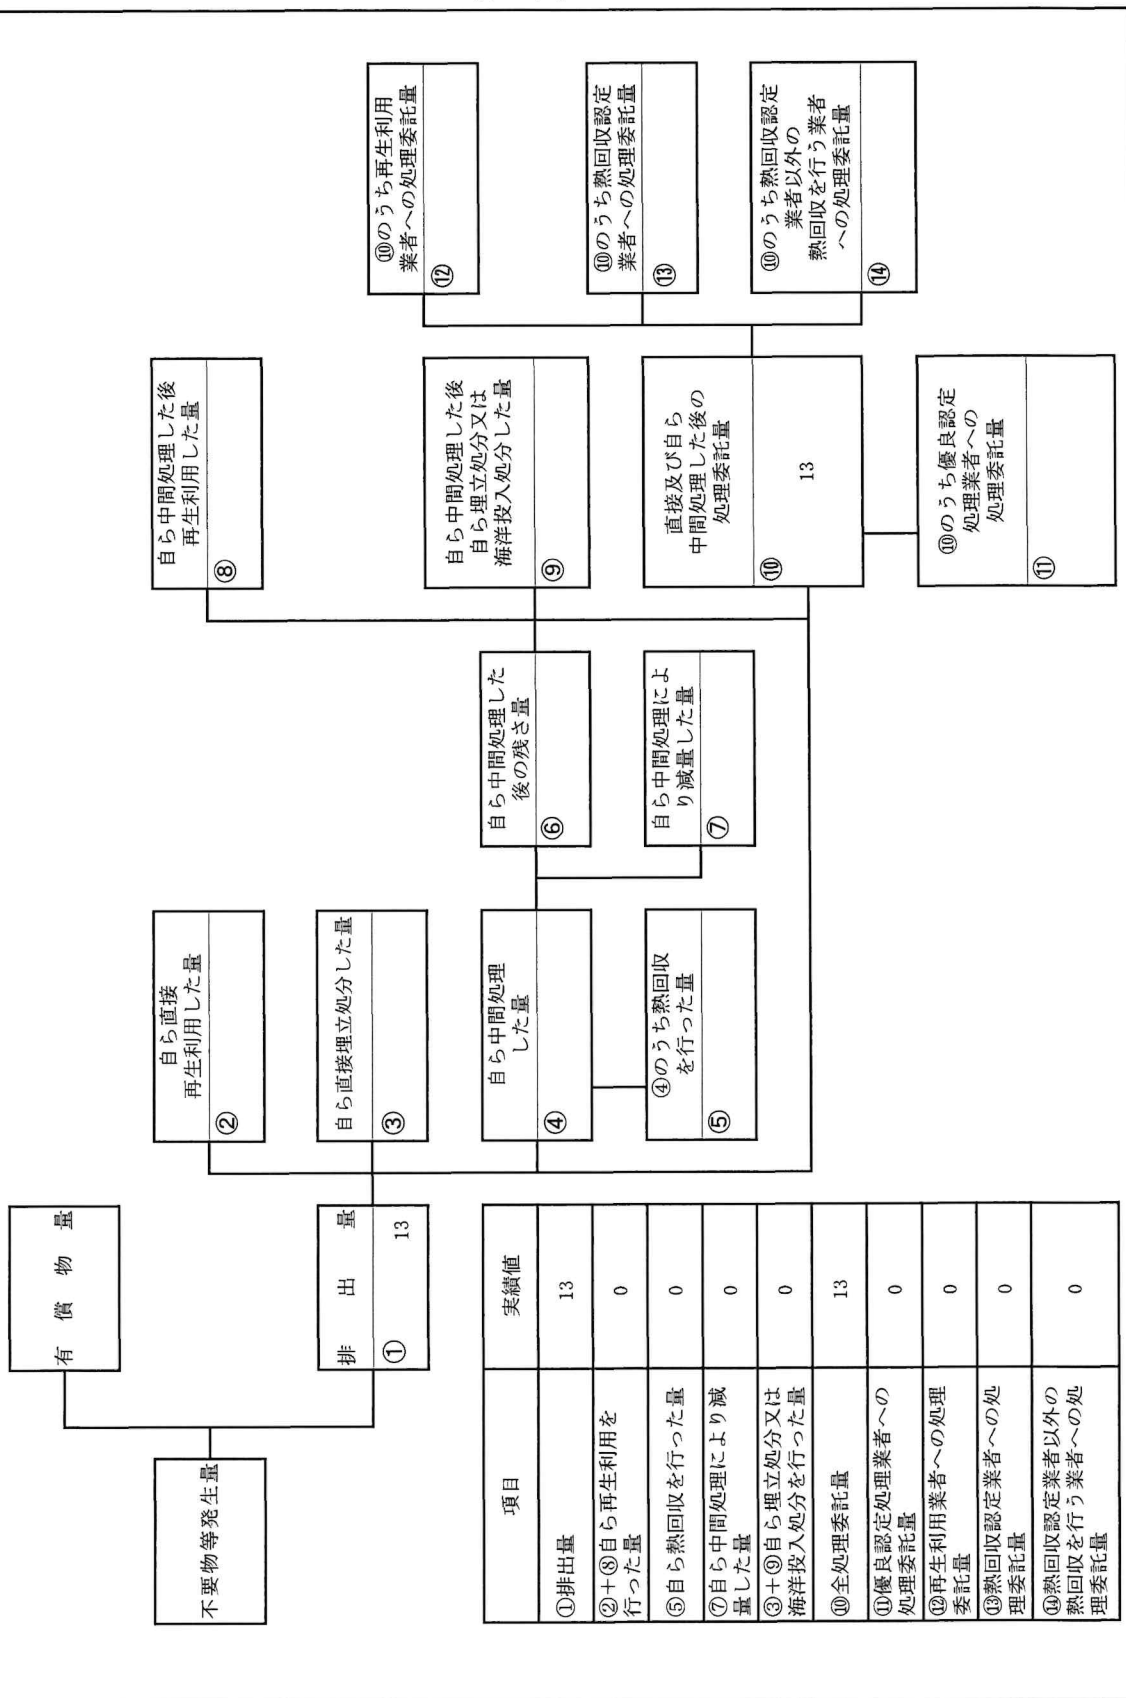 不要物等発生量
有償物量
排出量
① 13
自ら直接
再生利用した量
②
自ら直接埋立処分した量
③
自ら中間処理
した量
④
④のうち熱回収
を行った量
⑤
自ら中間処理した
後の残さ量
⑥
自ら中間処理によ
り減量した量
⑦
自ら中間処理した後
再生利用した量
⑧
自ら中間処理した後
自ら埋立処分又は
海洋投入処分した量
⑨
直接及び自ら
中間処理した後の
処理委託量
⑩ 13
⑩のうち優良認定
処理業者への
処理委託量
⑪
⑩のうち再生利用
業者への処理委託量
⑫
⑩のうち熱回収認定
業者への処理委託量
⑬
⑩のうち熱回収認定
業者以外の
熱回収を行う業者
への処理委託量
⑭
項目 実績値
①排出量 13
②+⑧自ら再生利用を
行った量 0
⑤自ら熱回収を行った量 0
⑦自ら中間処理により減
量した量 0
③+⑨自ら埋立処分又は
海洋投入処分を行った量 0
⑩全処理委託量 13
⑪優良認定処理業者への
処理委託量 0
⑫再生利用業者への処理
委託量 0
⑬熱回収認定業者への処
理委託量 0
⑭熱回収認定業者以外の
熱回収を行う業者への処
理委託量 0